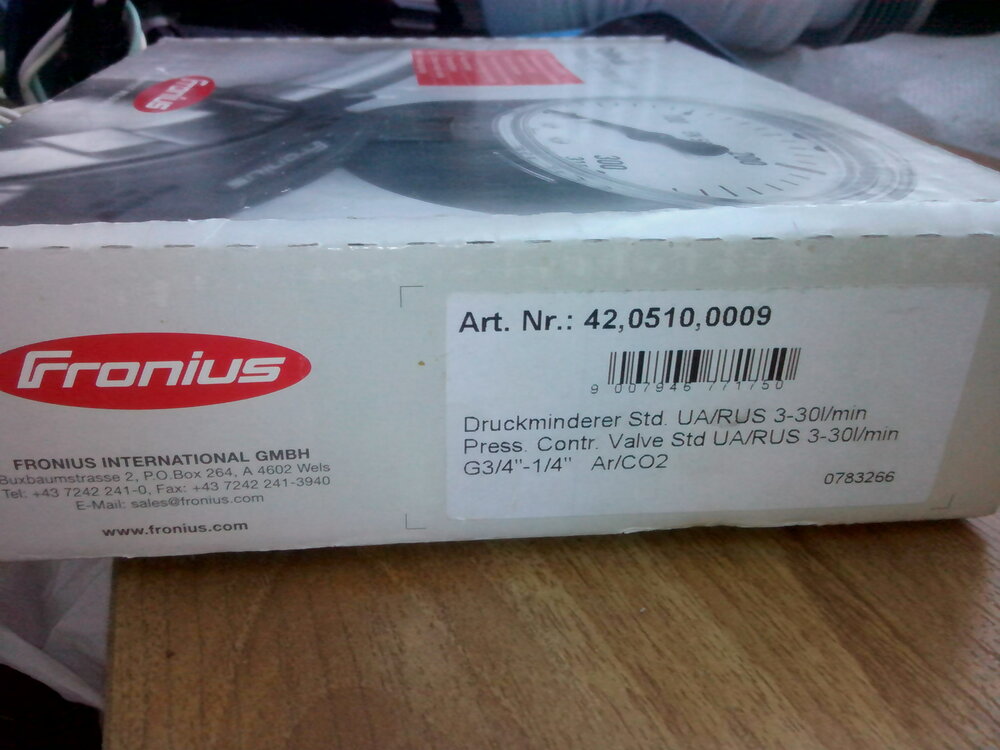 Fronius
300
Fronius
FRONIUS INTERNATIONAL GMBH
Buxbaumstrasse 2, P.O.Box 264, A 4602 Wels
Tel: +43 7242 241-0, Fax: +43 7242 241-3940
E-Mail: sales@fronius.com
www.fronius.com
Art. Nr.: 42,0510,0009
9 007946 771750
Druckminderer Std. UA/RUS 3-30l/min
Press. Contr. Valve Std UA/RUS 3-30l/min
G3/4"-1/4" Ar/CO2
0783266